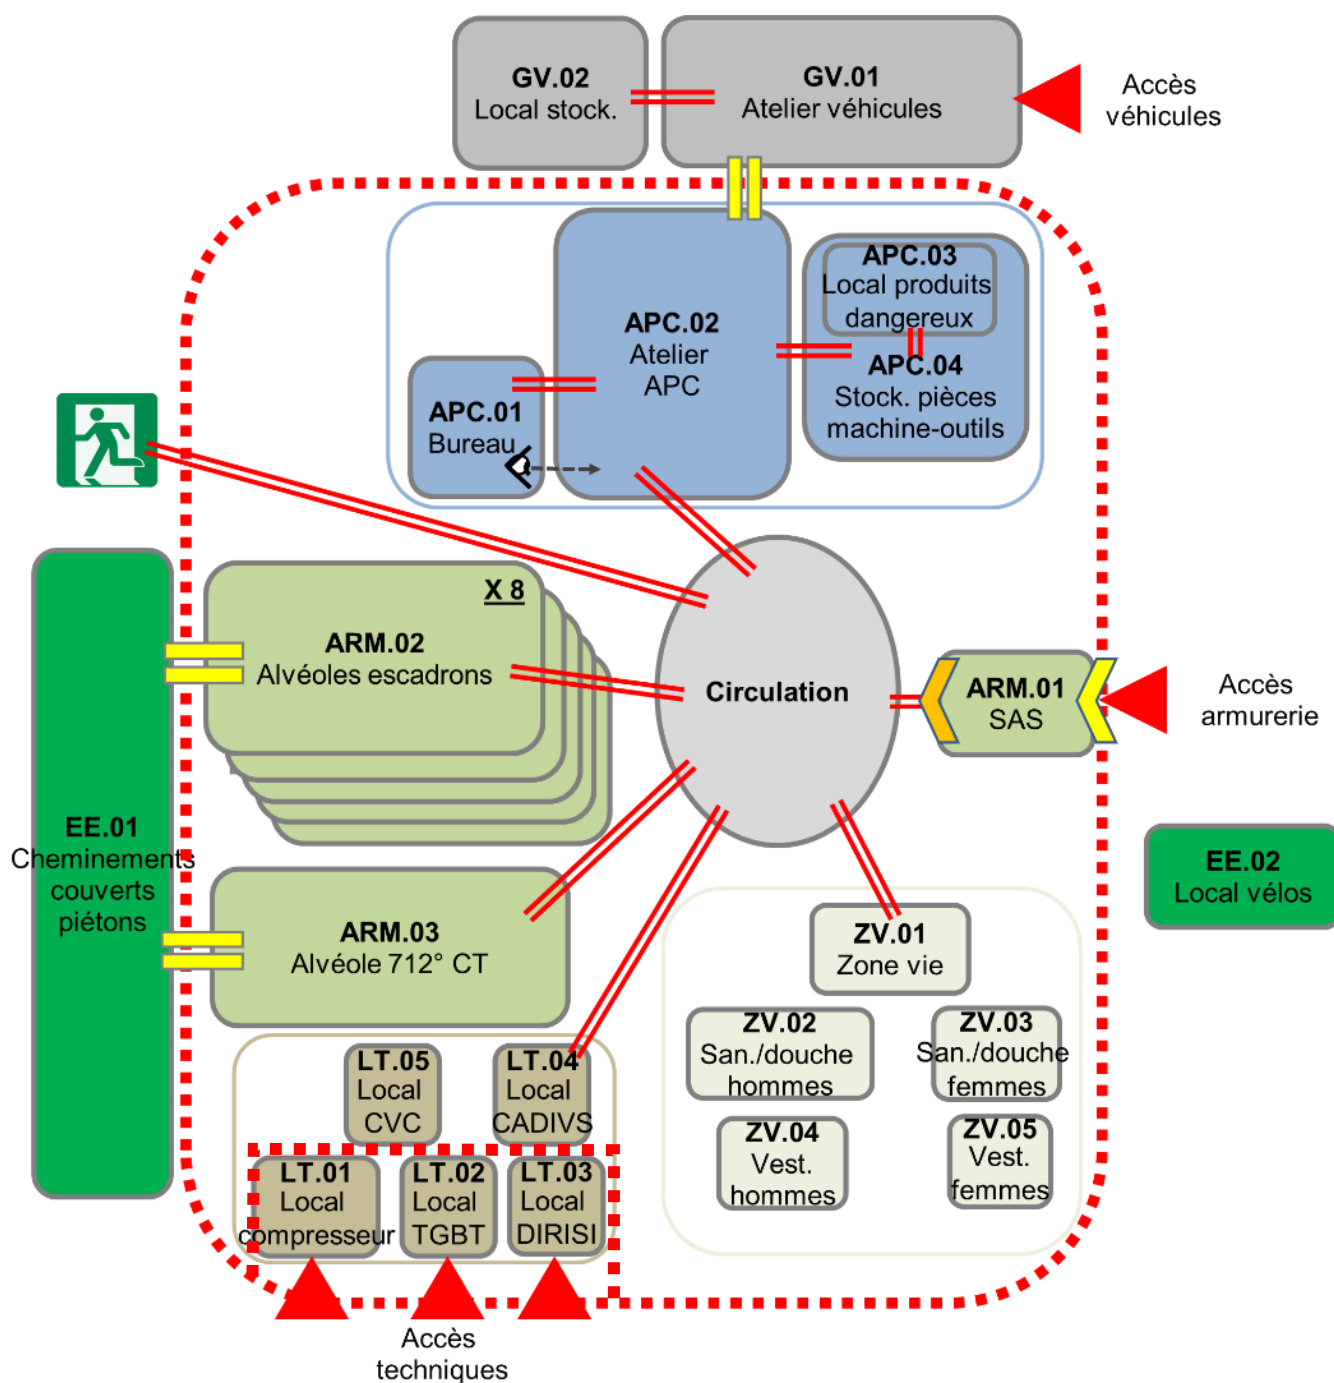 GV.02
Local stock.
GV.01
Atelier véhicules
Accès
véhicules
APC.03
Local produits
dangereux
APC.02
Atelier
APC
APC.04
Stock. pièces
machine-outils
APC.01
Bureau
X 8
ARM.02
Alvéoles escadrons
Circulation
ARM.01
SAS
Accès
armurerie
EE.01
Cheminements
couverts
piétons
EE.02
Local vélos
ARM.03
Alvéole 712° CT
ZV.01
Zone vie
ZV.02
San./douche
hommes
ZV.03
San./douche
femmes
LT.05
Local
CVC
LT.04
Local
CADIVS
ZV.04
Vest.
hommes
ZV.05
Vest.
femmes
LT.01
Local
compresseur
LT.02
Local
TGBT
LT.03
Local
DIRISI
Accès
techniques